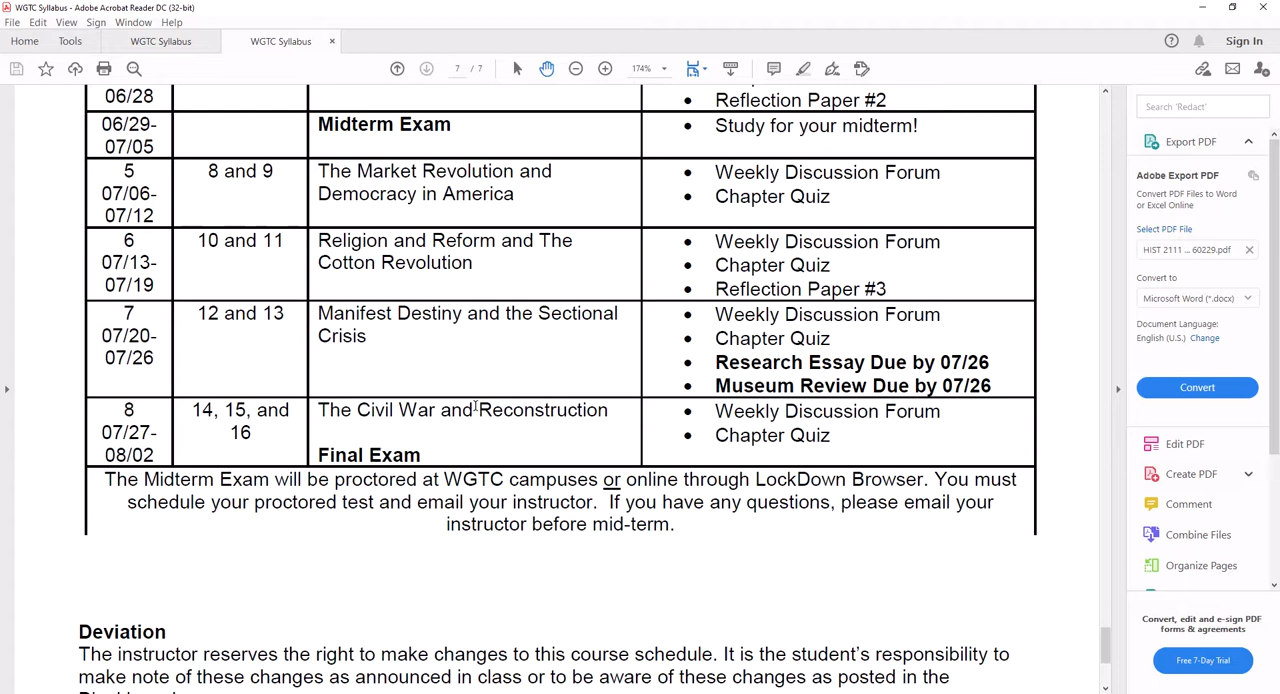 WGTC Syllabus - Adobe Acrobat Reader DC (32-bit)
File Edit View Sign Window Help
Home Tools WGTC Syllabus WGTC Syllabus × Sign In
7 / 7 174%
06/28
Reflection Paper #2
06/29-
07/05
Midterm Exam
• Study for your midterm!
5
07/06-
07/12
8 and 9
The Market Revolution and
Democracy in America
• Weekly Discussion Forum
• Chapter Quiz
6
07/13-
07/19
10 and 11
Religion and Reform and The
Cotton Revolution
• Weekly Discussion Forum
• Chapter Quiz
• Reflection Paper #3
7
07/20-
07/26
12 and 13
Manifest Destiny and the Sectional
Crisis
• Weekly Discussion Forum
• Chapter Quiz
• Research Essay Due by 07/26
• Museum Review Due by 07/26
8
07/27-
08/02
14, 15, and
16
The Civil War and Reconstruction
Final Exam
• Weekly Discussion Forum
• Chapter Quiz
The Midterm Exam will be proctored at WGTC campuses or online through LockDown Browser. You must
schedule your proctored test and email your instructor.  If you have any questions, please email your
instructor before mid-term.
Deviation
The instructor reserves the right to make changes to this course schedule. It is the student's responsibility to
make note of these changes as announced in class or to be aware of these changes as posted in the
Search 'Redact'
Export PDF
Adobe Export PDF
Convert PDF Files to Word
or Excel Online
Select PDF File
HIST 2111 ... 60229.pdf
Convert to
Microsoft Word (*.docx)
Document Language:
English (U.S.) Change
Convert
Edit PDF
Create PDF
Comment
Combine Files
Organize Pages
Convert, edit and e-sign PDF
forms & agreements
Free 7-Day Trial